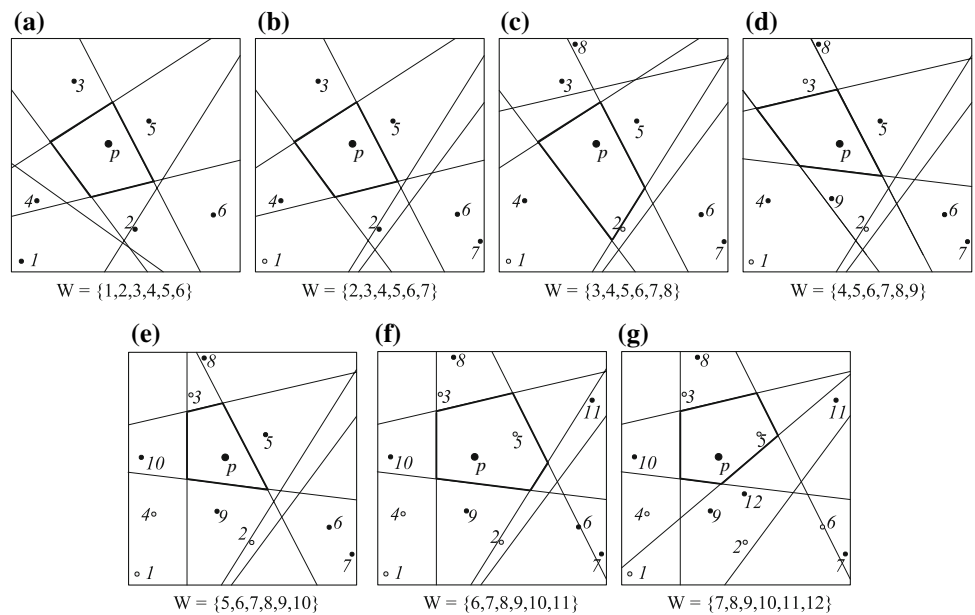 (a) (b) (c) (d)
3 5 p 4 6 2 1
3 5 p 4 6 2 7
8 3 5 p 4 6 2 7 1
8 3 5 p 4 9 6 2 7 1
W = {1,2,3,4,5,6} W = {2,3,4,5,6,7} W = {3,4,5,6,7,8} W = {4,5,6,7,8,9}
(e) (f) (g)
8 3 5 10 p 4 9 6 2 7 1
8 3 11 5 10 p 4 9 6 2 7 1
8 3 11 5 10 p 12 4 9 6 2 7 1
W = {5,6,7,8,9,10} W = {6,7,8,9,10,11} W = {7,8,9,10,11,12}